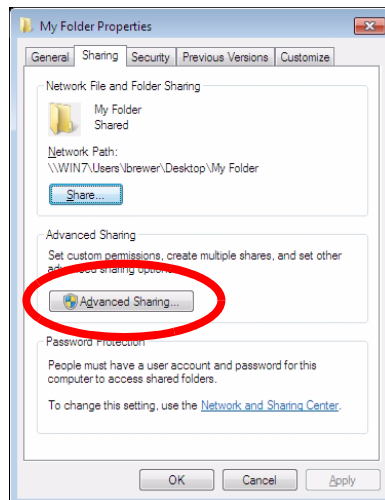 My Folder Properties
General Sharing Security Previous Versions Customize
Network File and Folder Sharing
My Folder
Shared
Network Path:
\\WIN7\Users\lbrewer\Desktop\My Folder
Share...
Advanced Sharing
Set custom permissions, create multiple shares, and set other
advanced sharing options.
Advanced Sharing...
Password Protection
People must have a user account and password for this
computer to access shared folders.
To change this setting, use the Network and Sharing Center.
OK Cancel Apply